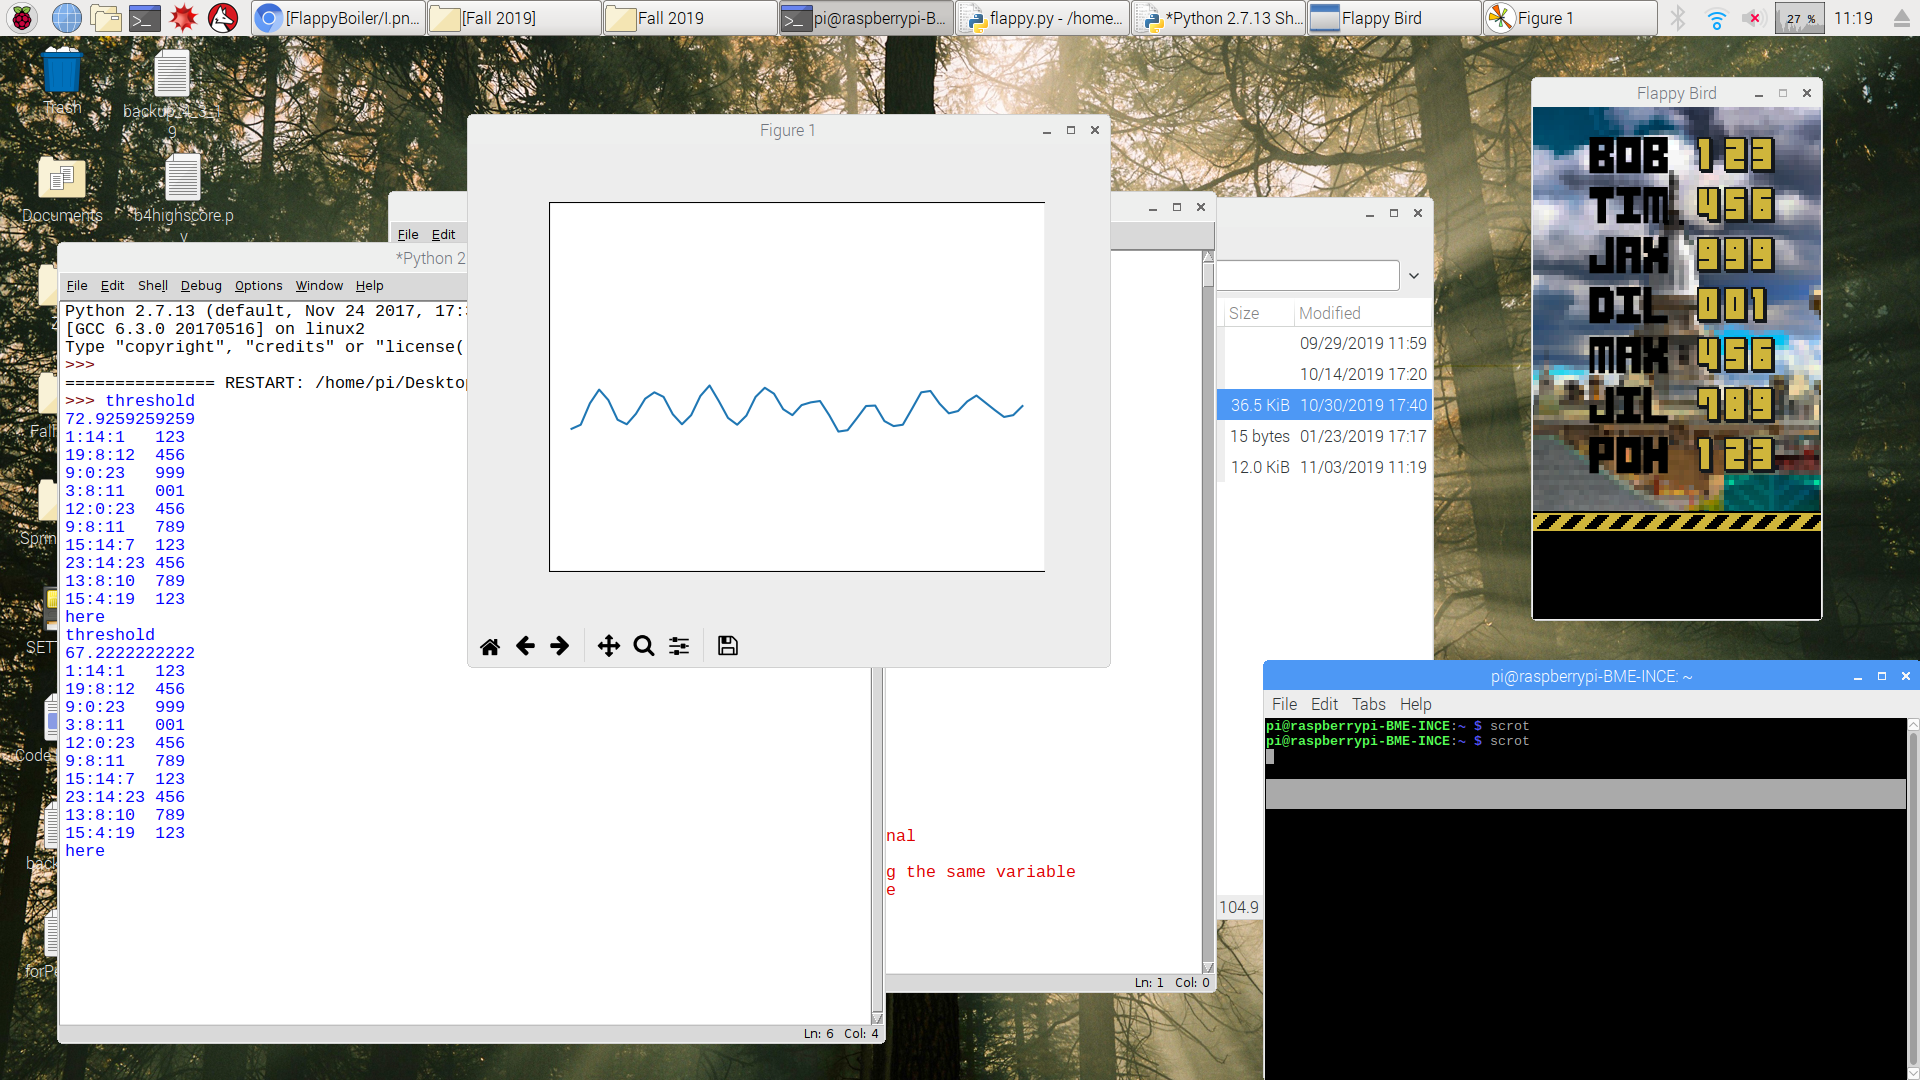 [FlappyBoiler/I.pn...
[Fall 2019]
Fall 2019
pi@raspberrypi-B...
flappy.py - /home...
*Python 2.7.13 Sh...
Flappy Bird
Figure 1
27 %
11:19
Trash
Documents
b4highscore.p
y
Figure 1
File Edit
*Python 2
File Edit Shell Debug Options Window Help
Python 2.7.13 (default, Nov 24 2017, 17:
[GCC 6.3.0 20170516] on linux2
Type "copyright", "credits" or "license(
>>>
=============== RESTART: /home/pi/Desktop
>>> threshold
72.9259259259
1:14:1 123
19:8:12 456
9:0:23 999
3:8:11 001
12:0:23 456
9:8:11 789
15:14:7 123
23:14:23 456
13:8:10 789
15:4:19 123
here
threshold
67.2222222222
1:14:1 123
19:8:12 456
9:0:23 999
3:8:11 001
12:0:23 456
9:8:11 789
15:14:7 123
23:14:23 456
13:8:10 789
15:4:19 123
here
Ln: 6 Col: 4
nal
g the same variable
e
Ln: 1 Col: 0
Size Modified
09/29/2019 11:59
10/14/2019 17:20
36.5 KiB 10/30/2019 17:40
15 bytes 01/23/2019 17:17
12.0 KiB 11/03/2019 11:19
104.9
Flappy Bird
BOB 123
TIM 456
JAX 999
DIL 001
MAX 456
JIL 789
POH 123
pi@raspberrypi-BME-INCE: ~
File Edit Tabs Help
pi@raspberrypi-BME-INCE:~ $ scrot
pi@raspberrypi-BME-INCE:~ $ scrot